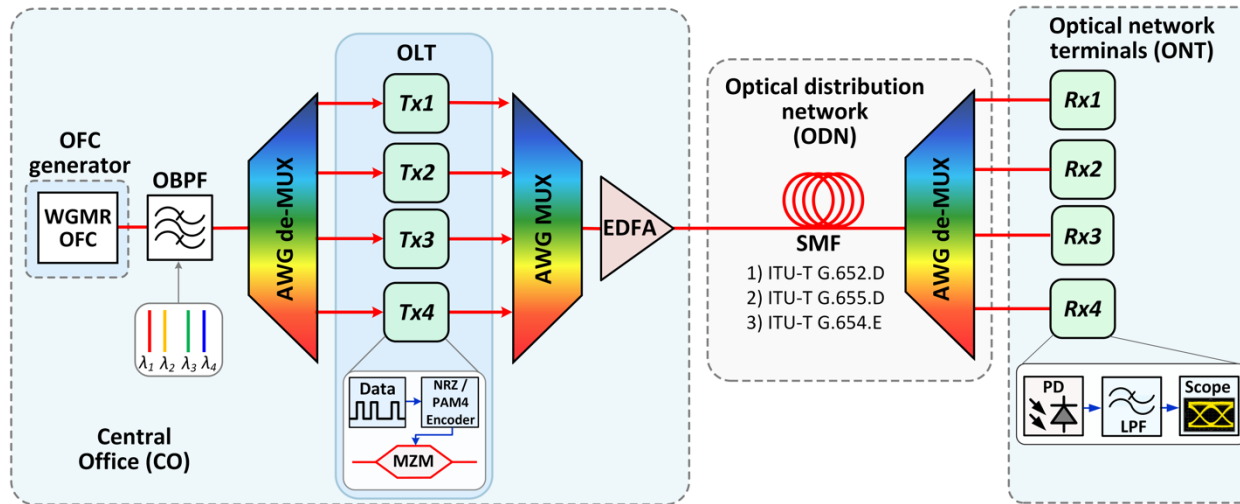 OFC
generator
WGMR
OFC
OBPF
λ1 λ2 λ3 λ4
Central
Office (CO)
AWG de-MUX
OLT
Tx1
Tx2
Tx3
Tx4
Data
NRZ /
PAM4
Encoder
MZM
AWG MUX
EDFA
Optical distribution
network
(ODN)
SMF
1) ITU-T G.652.D
2) ITU-T G.655.D
3) ITU-T G.654.E
AWG de-MUX
Optical network
terminals (ONT)
Rx1
Rx2
Rx3
Rx4
PD
LPF
Scope